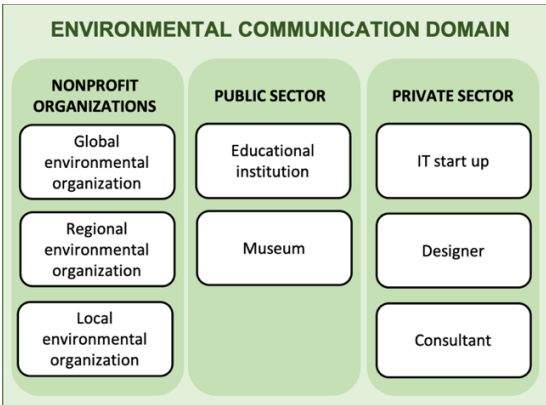 ENVIRONMENTAL COMMUNICATION DOMAIN
NONPROFIT
ORGANIZATIONS
Global
environmental
organization
Regional
environmental
organization
Local
environmental
organization
PUBLIC SECTOR
Educational
institution
Museum
PRIVATE SECTOR
IT start up
Designer
Consultant